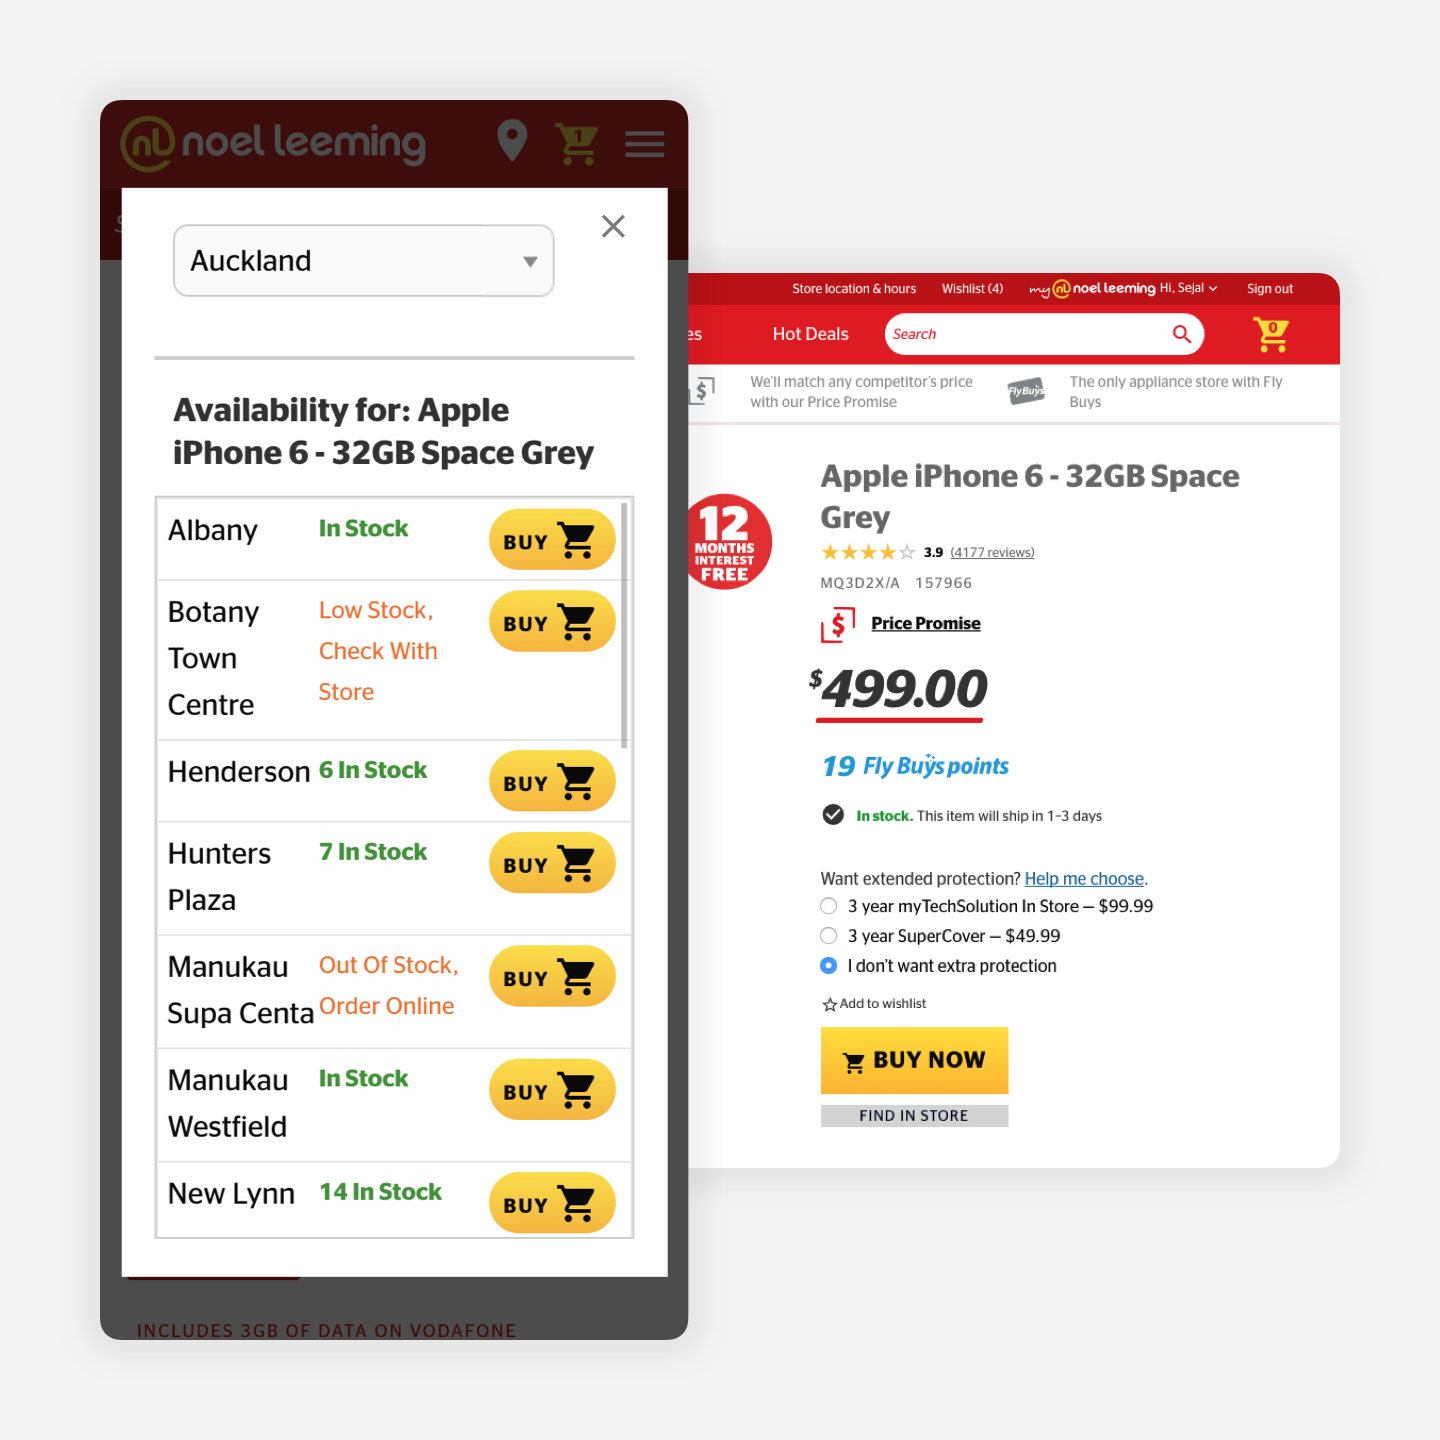 noel leeming
1
Auckland
Availability for: Apple
iPhone 6 - 32GB Space Grey
Albany In Stock BUY
Botany Town Centre Low Stock, Check With Store BUY
Henderson 6 In Stock BUY
Hunters Plaza 7 In Stock BUY
Manukau Supa Centa Out Of Stock, Order Online BUY
Manukau Westfield In Stock BUY
New Lynn 14 In Stock BUY
INCLUDES 3GB OF DATA ON VODAFONE
Store location & hours Wishlist (4) my noel leeming Hi, Sejal Sign out
es Hot Deals Search 0
We'll match any competitor's price
with our Price Promise
Fly Buys
The only appliance store with Fly
Buys
12
MONTHS
INTEREST
FREE
Apple iPhone 6 - 32GB Space
Grey
3.9 (4177 reviews)
MQ3D2X/A 157966
$ Price Promise
$499.00
19 Fly Buys points
In stock. This item will ship in 1-3 days
Want extended protection? Help me choose.
3 year myTechSolution In Store – $99.99
3 year SuperCover – $49.99
I don't want extra protection
Add to wishlist
BUY NOW
FIND IN STORE